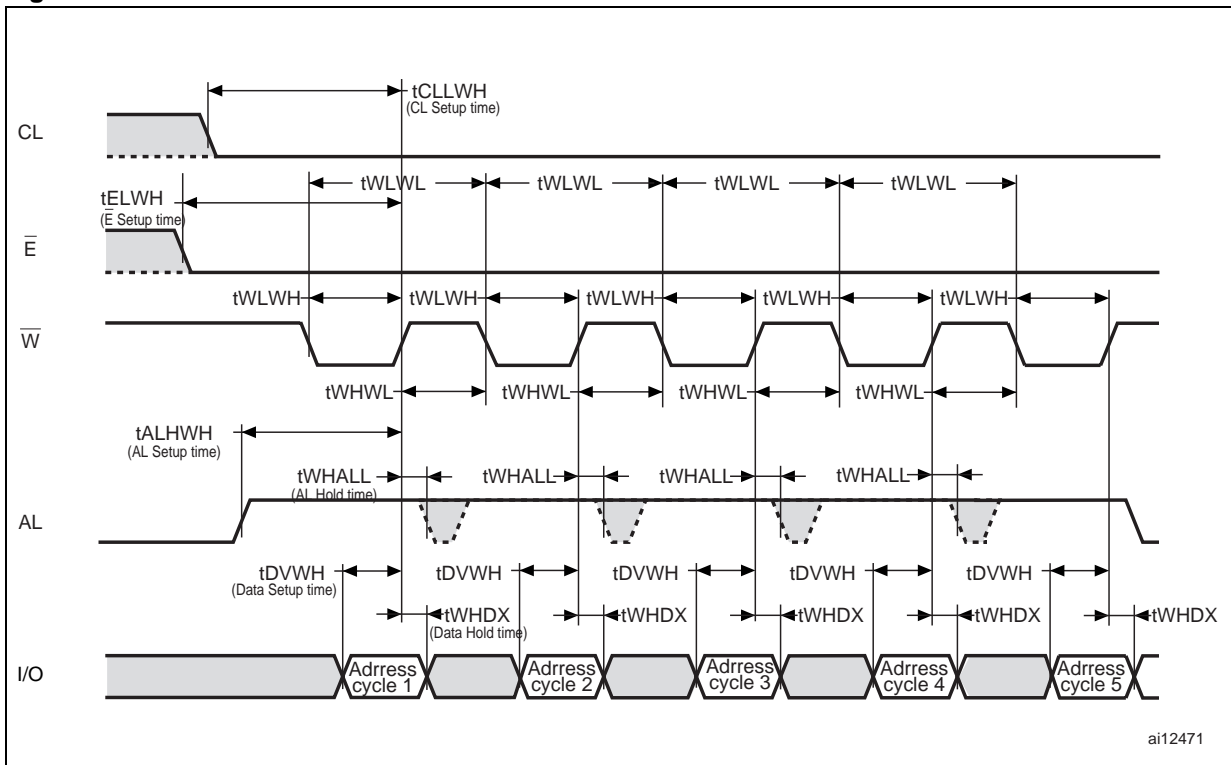 tCLLWH
(CL Setup time)
CL
tWLWL tWLWL tWLWL tWLWL
tELWH
(E Setup time)
E
tWLWH tWLWH tWLWH tWLWH tWLWH
W
tWHWL tWHWL tWHWL tWHWL
tALHWH
(AL Setup time)
tWHALL tWHALL tWHALL tWHALL
(AL Hold time)
AL
tDVWH tDVWH tDVWH tDVWH tDVWH
(Data Setup time)
tWHDX tWHDX tWHDX tWHDX tWHDX
(Data Hold time)
I/O
Adrress cycle 1
Adrress cycle 2
Adrress cycle 3
Adrress cycle 4
Adrress cycle 5
ai12471